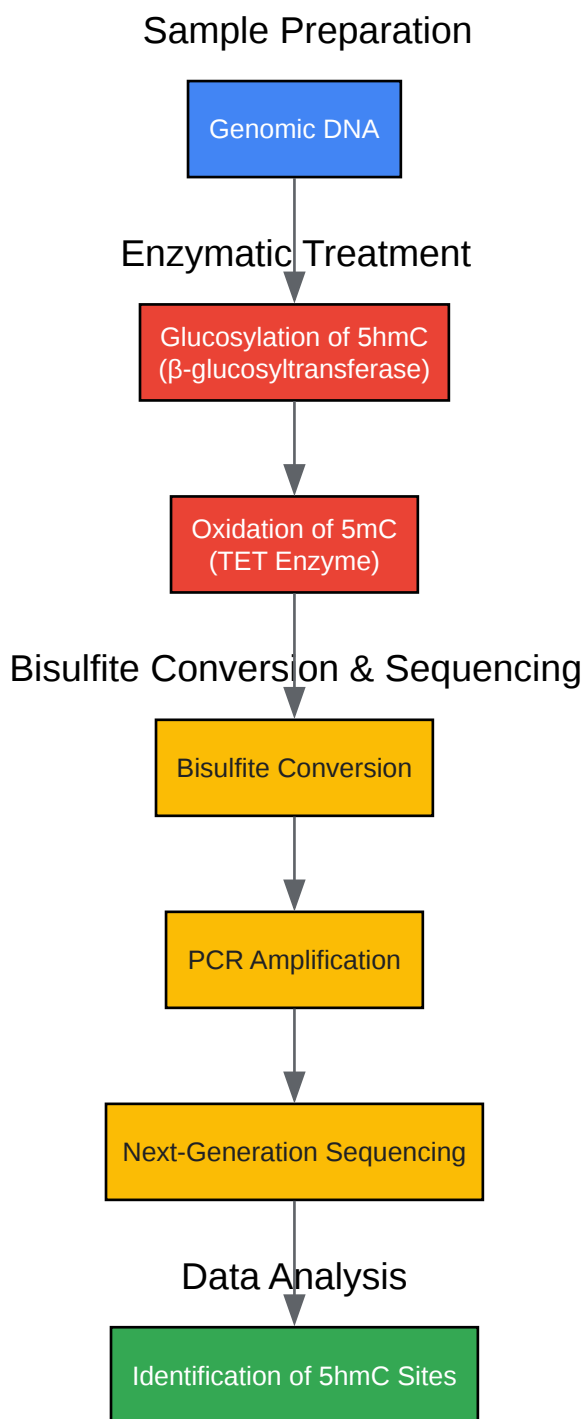 Sample Preparation
Genomic DNA
Enzymatic Treatment
Glucosylation of 5hmC
(β-glucosyltransferase)
Oxidation of 5mC
(TET Enzyme)
Bisulfite Conversion & Sequencing
Bisulfite Conversion
PCR Amplification
Next-Generation Sequencing
Data Analysis
Identification of 5hmC Sites